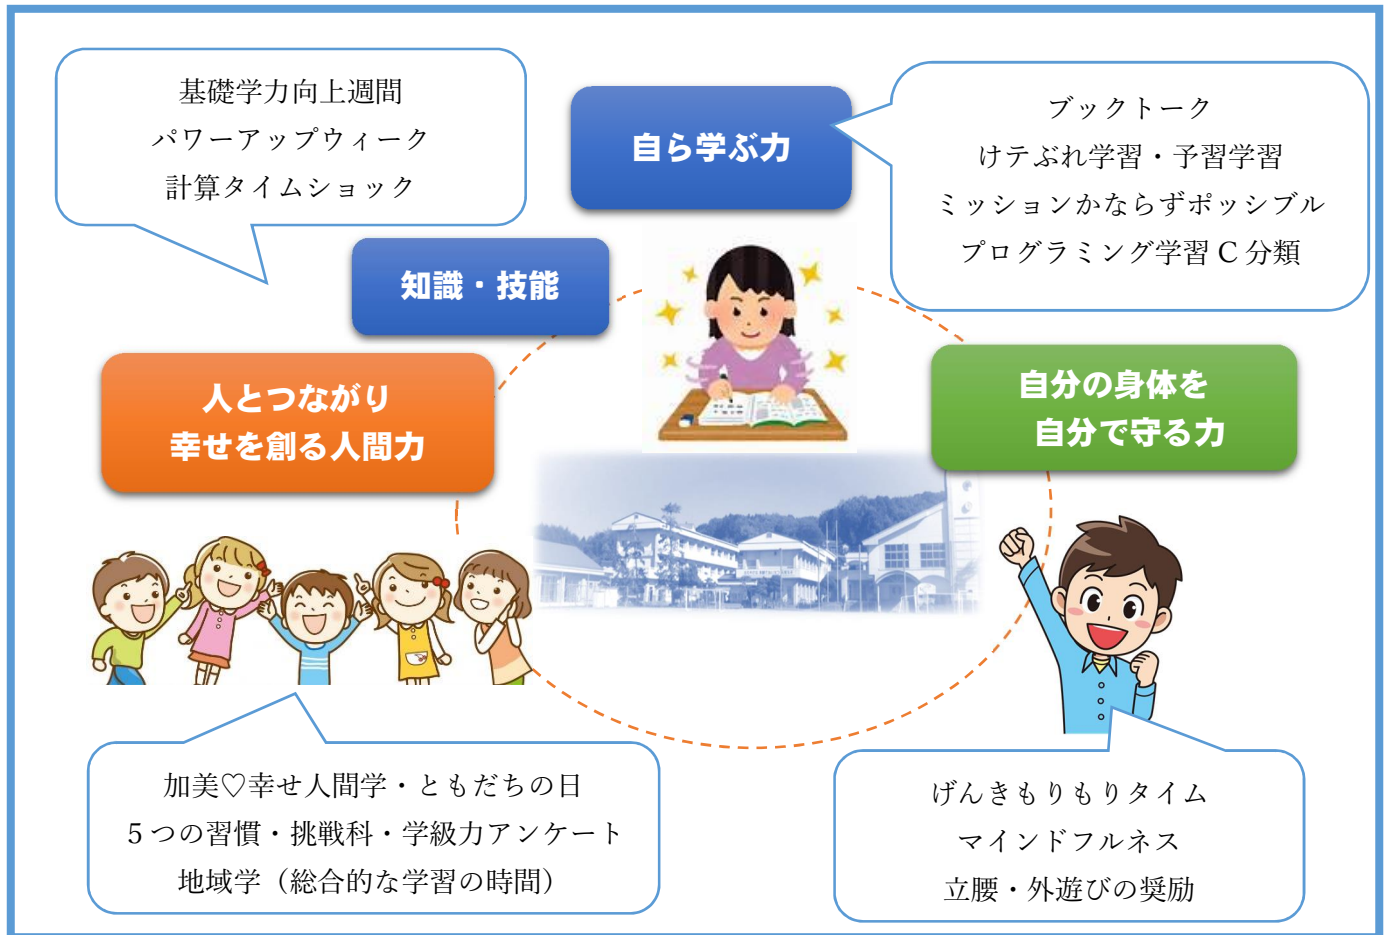 基礎学力向上週間
パワーアップウィーク
計算タイムショック
自ら学ぶ力
ブックトーク
けテぶれ学習・予習学習
ミッションかならずポッシブル
プログラミング学習 C 分類
知識・技能
人とつながり
幸せを創る人間力
自分の身体を
自分で守る力
加美♡幸せ人間学・ともだちの日
５つの習慣・挑戦科・学級力アンケート
地域学（総合的な学習の時間）
げんきもりもりタイム
マインドフルネス
立腰・外遊びの奨励